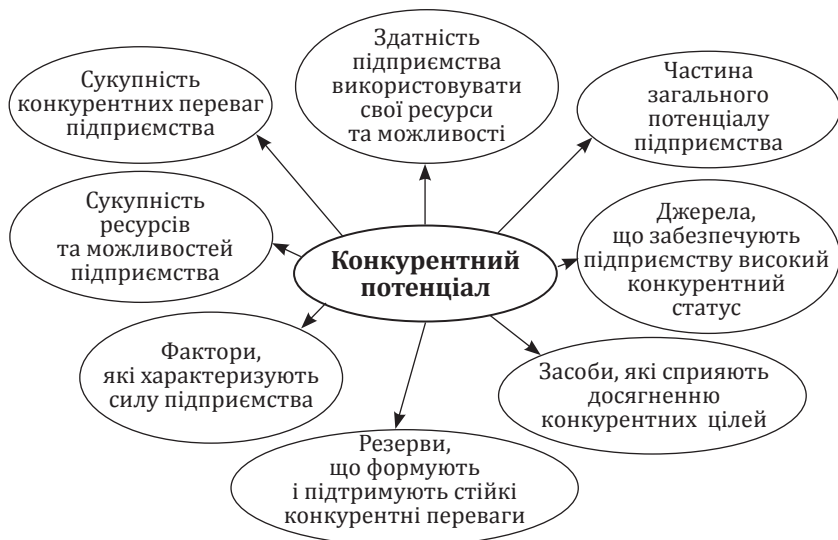 Здатність
підприємства
використовувати
свої ресурси
та можливості
Сукупність
конкурентних переваг
підприємства
Частина
загального
потенціалу
підприємства
Сукупність
ресурсів
та можливостей
підприємства
Конкурентний
потенціал
Джерела,
що забезпечують
підприємству високий
конкурентний
статус
Фактори,
які характеризують
силу підприємства
Засоби, які сприяють
досягненню
конкурентних цілей
Резерви,
що формують
і підтримують стійкі
конкурентні переваги